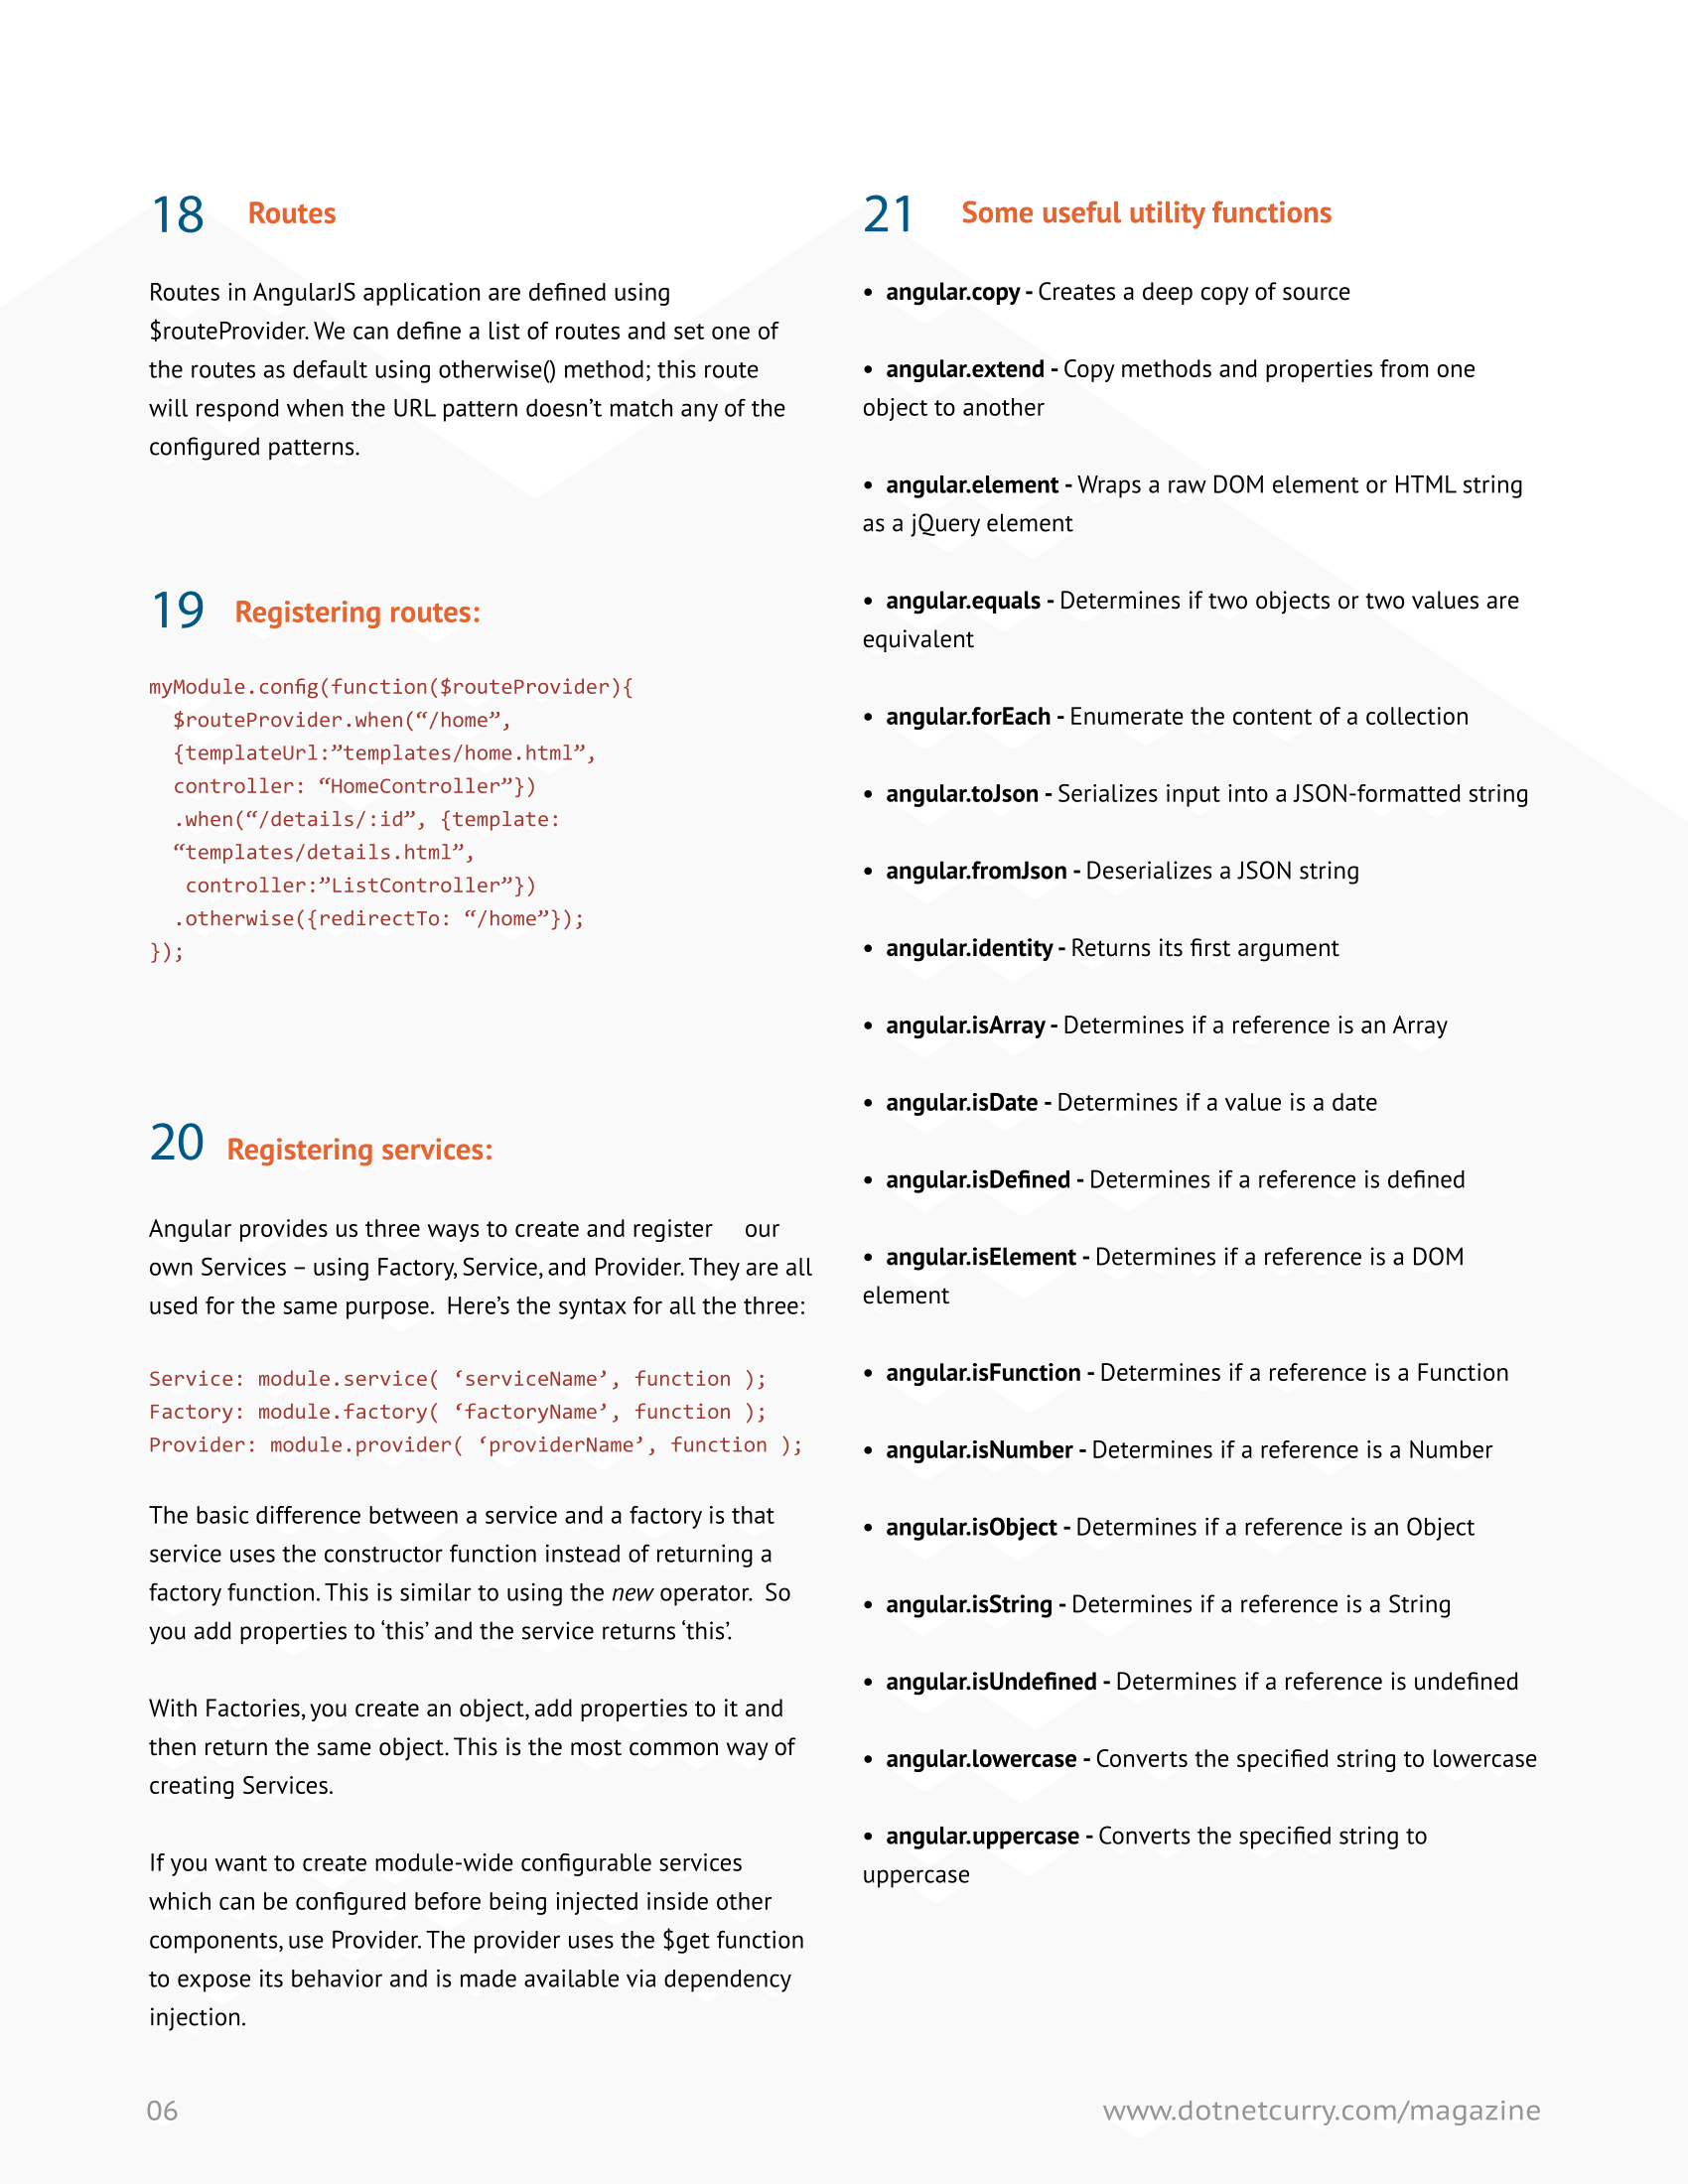 18 Routes
Routes in AngularJS application are defined using
$routeProvider. We can define a list of routes and set one of
the routes as default using otherwise() method; this route
will respond when the URL pattern doesn’t match any of the
configured patterns.
19 Registering routes:
myModule.config(function($routeProvider){
$routeProvider.when(“/home”,
{templateUrl:”templates/home.html”,
controller: “HomeController”})
.when(“/details/:id”, {template:
“templates/details.html”,
controller:”ListController”})
.otherwise({redirectTo: “/home”});
});
20 Registering services:
Angular provides us three ways to create and register our
own Services – using Factory, Service, and Provider. They are all
used for the same purpose. Here’s the syntax for all the three:
Service: module.service( ‘serviceName’, function );
Factory: module.factory( ‘factoryName’, function );
Provider: module.provider( ‘providerName’, function );
The basic difference between a service and a factory is that
service uses the constructor function instead of returning a
factory function. This is similar to using the new operator. So
you add properties to ‘this’ and the service returns ‘this’.
With Factories, you create an object, add properties to it and
then return the same object. This is the most common way of
creating Services.
If you want to create module-wide configurable services
which can be configured before being injected inside other
components, use Provider. The provider uses the $get function
to expose its behavior and is made available via dependency
injection.
21 Some useful utility functions
• angular.copy - Creates a deep copy of source
• angular.extend - Copy methods and properties from one
object to another
• angular.element - Wraps a raw DOM element or HTML string
as a jQuery element
• angular.equals - Determines if two objects or two values are
equivalent
• angular.forEach - Enumerate the content of a collection
• angular.toJson - Serializes input into a JSON-formatted string
• angular.fromJson - Deserializes a JSON string
• angular.identity - Returns its first argument
• angular.isArray - Determines if a reference is an Array
• angular.isDate - Determines if a value is a date
• angular.isDefined - Determines if a reference is defined
• angular.isElement - Determines if a reference is a DOM
element
• angular.isFunction - Determines if a reference is a Function
• angular.isNumber - Determines if a reference is a Number
• angular.isObject - Determines if a reference is an Object
• angular.isString - Determines if a reference is a String
• angular.isUndefined - Determines if a reference is undefined
• angular.lowercase - Converts the specified string to lowercase
• angular.uppercase - Converts the specified string to
uppercase
06
www.dotnetcurry.com/magazine